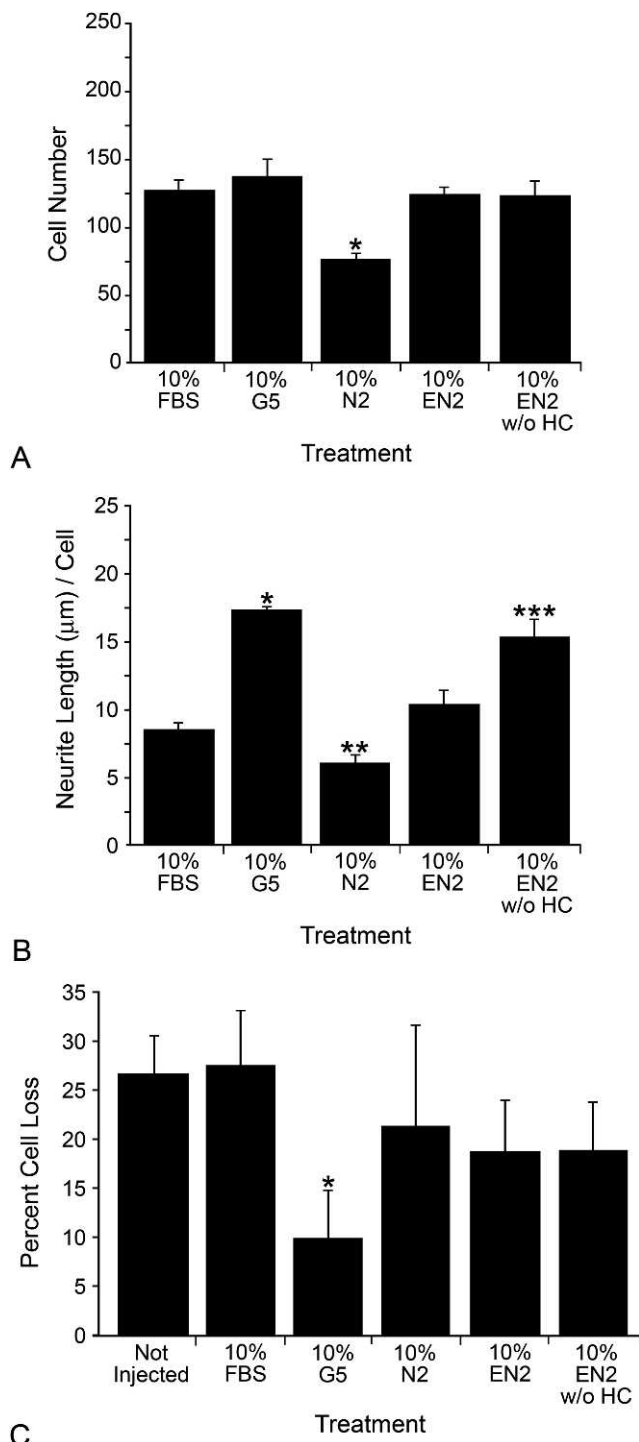 250
200
150
100
50
0
Cell Number
*
10% 10% 10% 10% 10%
FBS G5 N2 EN2 EN2
w/o HC
Treatment
A
25
20
15
10
5
0
Neurite Length (μm) / Cell
*
**
***
10% 10% 10% 10% 10%
FBS G5 N2 EN2 EN2
w/o HC
Treatment
B
35
30
25
20
15
10
5
0
Percent Cell Loss
*
Not 10% 10% 10% 10% 10%
Injected FBS G5 N2 EN2 EN2
w/o HC
Treatment
C